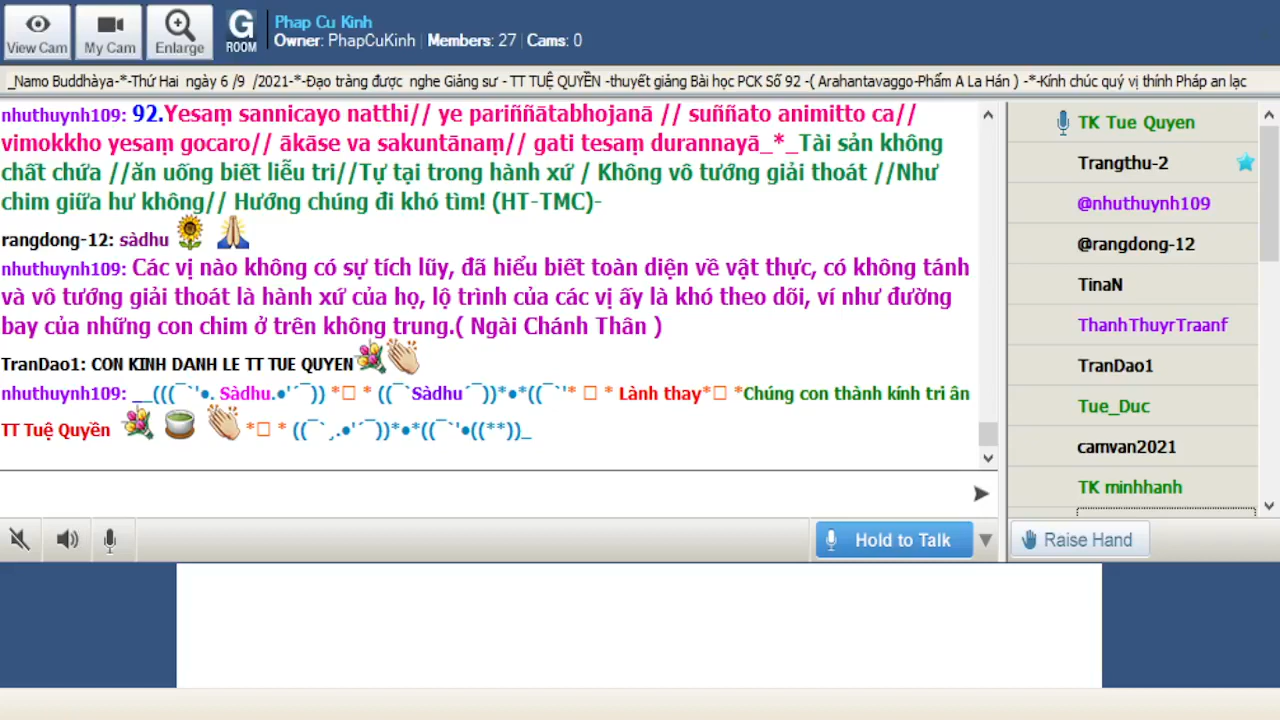 View Cam
My Cam
Enlarge
G
ROOM
Phap Cu Kinh
Owner: PhapCuKinh | Members: 27 | Cams: 0
_Namo Buddhàya-*-Thứ Hai ngày 6 /9 /2021-*-Đạo tràng được nghe Giảng sư - TT TUỆ QUYỀN -thuyết giảng Bài học PCK Số 92 -( Arahantavaggo-Phẩm A La Hán ) -*-Kính chúc quý vị thính Pháp an lạc
nhuthuynh109: 92.Yesaṃ sannicayo natthi// ye pariññātabhojanā // suññato animitto ca//
vimokkho yesaṃ gocaro// ākāse va sakuntānaṃ// gati tesaṃ durannayā_*_Tài sản không
chất chứa //ăn uống biết liễu tri//Tự tại trong hành xứ / Không vô tướng giải thoát //Như
chim giữa hư không// Hướng chúng đi khó tìm! (HT-TMC)-
rangdong-12: sàdhu
nhuthuynh109: Các vị nào không có sự tích lũy, đã hiểu biết toàn diện về vật thực, có không tánh
và vô tướng giải thoát là hành xứ của họ, lộ trình của các vị ấy là khó theo dõi, ví như đường
bay của những con chim ở trên không trung.( Ngài Chánh Thân )
TranDao1: CON KINH DANH LE TT TUE QUYEN
nhuthuynh109: __(((¯`'•. Sàdhu.•'´¯)) *□ * ((¯`Sàdhu´¯))*•*((¯`'* □ * Lành thay*□ *Chúng con thành kính tri ân
TT Tuệ Quyền *□ * ((¯`¸.•'´¯))*•*((¯`'•((**))_
TK Tue Quyen
Trangthu-2
@nhuthuynh109
@rangdong-12
TinaN
ThanhThuyrTraanf
TranDao1
Tue_Duc
camvan2021
TK minhhanh
Hold to Talk
Raise Hand